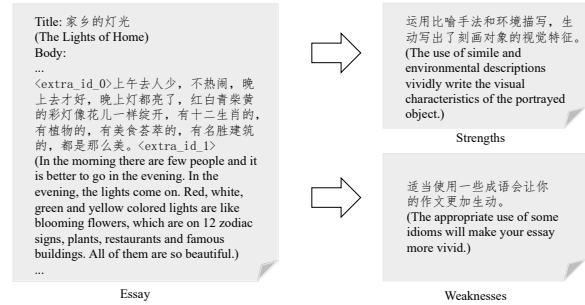 Title: 家乡的灯光
(The Lights of Home)
Body:
...
<extra_id_0>上午去人少，不热闹，晚
上去才好，晚上灯都亮了，红白青柴黄
的彩灯像花儿一样绽开，有十二生肖的，
有植物的，有美食荟萃的，有名胜建筑
的，都是那么美。<extra_id_1>
(In the morning there are few people and it
is better to go in the evening. In the
evening, the lights come on. Red, white,
green and yellow colored lights are like
blooming flowers, which are on 12 zodiac
signs, plants, restaurants and famous
buildings. All of them are so beautiful.)
...
Essay
运用比喻手法和环境描写，生
动写出了刻画对象的视觉特征。
(The use of simile and
environmental descriptions
vividly write the visual
characteristics of the portrayed
object.)
Strengths
适当使用一些成语会让你
的作文更加生动。
(The appropriate use of some
idioms will make your essay
more vivid.)
Weaknesses